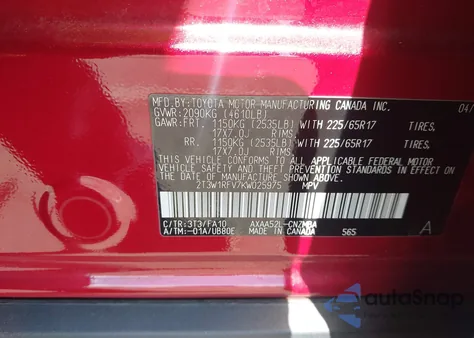 MFD.BY:TOYOTA MOTOR MANUFACTURING CANADA INC. 04/
GVWR:2090KG (4610LB)
GAWR:FRT. 1150KG (2535LB) WITH 225/65R17 TIRES,
17X7.0J RIMS,
RR. 1150KG (2535LB) WITH 225/65R17 TIRES,
17X7.0J RIMS,
THIS VEHICLE CONFORMS TO ALL APPLICABLE FEDERAL MOTOR
VEHICLE SAFETY AND THEFT PREVENTION STANDARDS IN EFFECT ON THE
DATE OF MANUFACTURE SHOWN ABOVE.
2T3W1RFV7KW025975 MPV
C/TR:3T3/FA10 AXAA52L-CNZMBA
A/TM:-01A/UB80E MADE IN CANADA 565 A
autoSnap